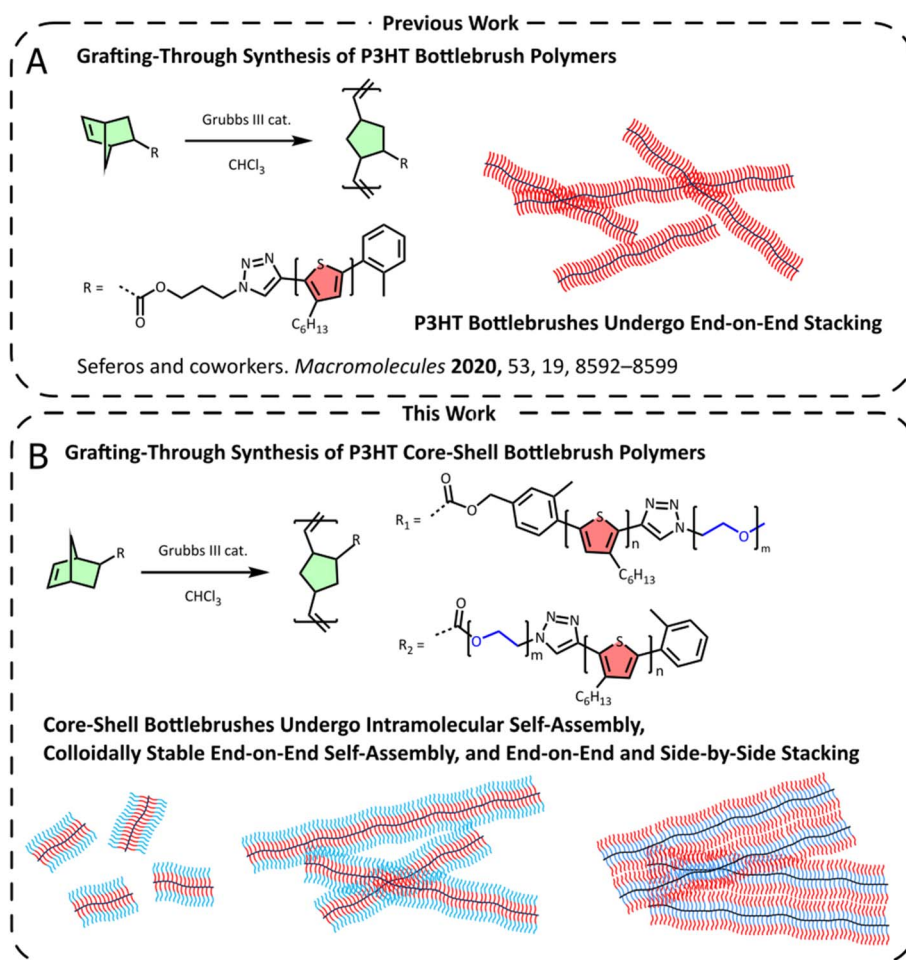 Previous Work
A Grafting-Through Synthesis of P3HT Bottlebrush Polymers
Grubbs III cat.
CHCl3
R
R
R =
O
O
N
N=N
S
C6H13
P3HT Bottlebrushes Undergo End-on-End Stacking
Seferos and coworkers. Macromolecules 2020, 53, 19, 8592–8599
This Work
B Grafting-Through Synthesis of P3HT Core-Shell Bottlebrush Polymers
Grubbs III cat.
CHCl3
R
R
R1 =
O
O
S
n
C6H13
N=N
N
O
m
R2 =
O
O
m
N
N=N
S
n
C6H13
Core-Shell Bottlebrushes Undergo Intramolecular Self-Assembly,
Colloidally Stable End-on-End Self-Assembly, and End-on-End and Side-by-Side Stacking